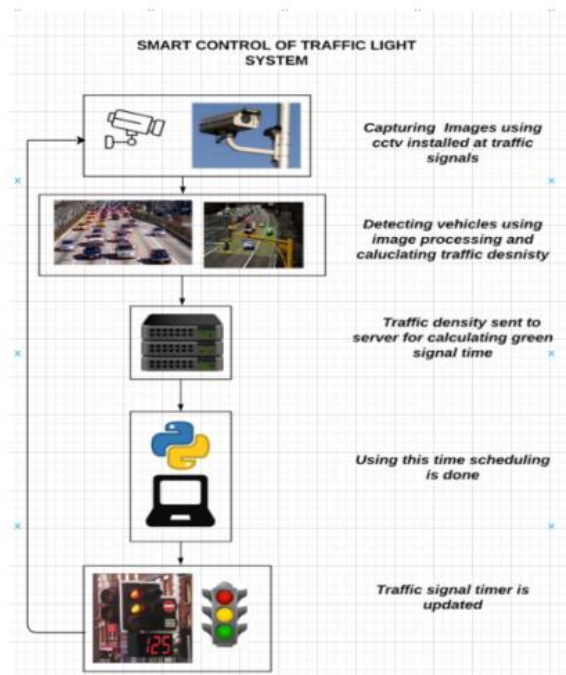 SMART CONTROL OF TRAFFIC LIGHT
SYSTEM
Capturing Images using
cctv installed at traffic
signals
Detecting vehicles using
image processing and
caluclating traffic desnisty
Traffic density sent to
server for calculating green
signal time
Using this time scheduling
is done
Traffic signal timer is
updated
125